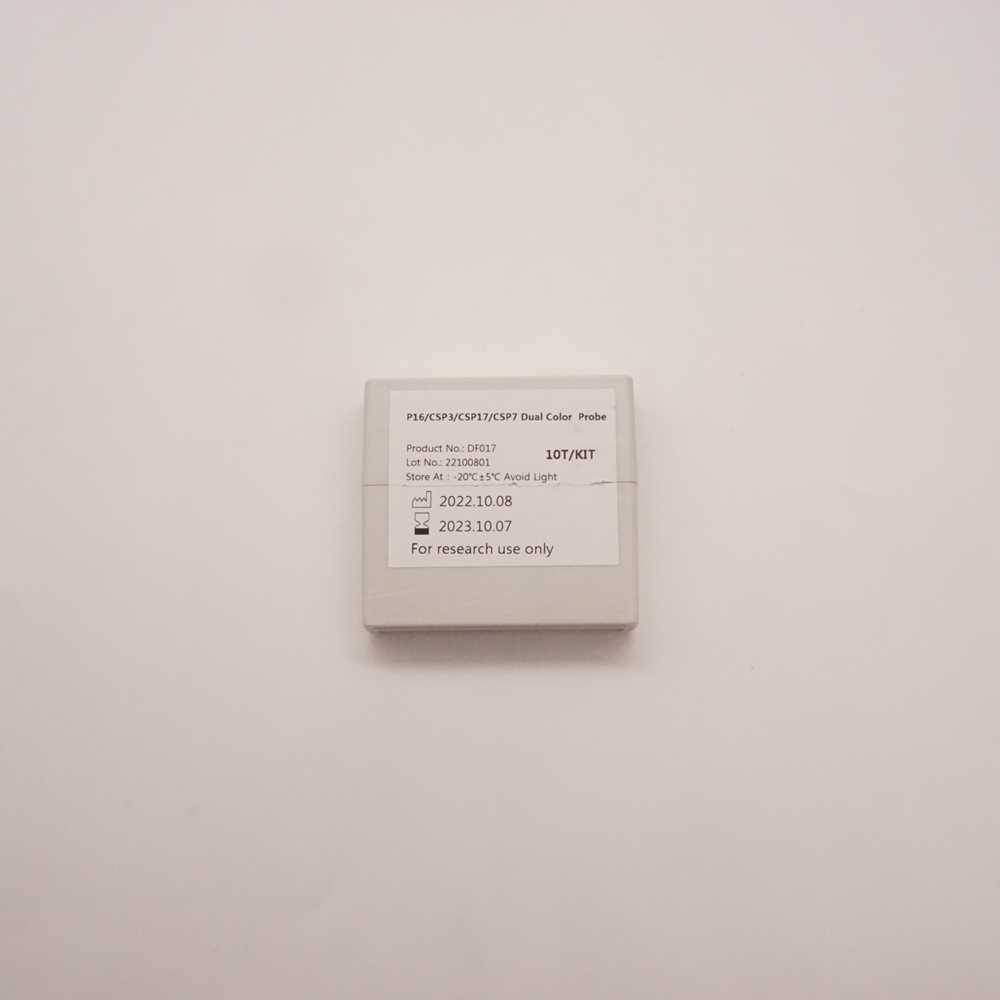 P16/CSP3/CSP17/CSP7 Dual Color Probe
Product No.: DF017
10T/KIT
Lot No.: 22100801
Store At : -20℃±5℃ Avoid Light
2022.10.08
2023.10.07
For research use only